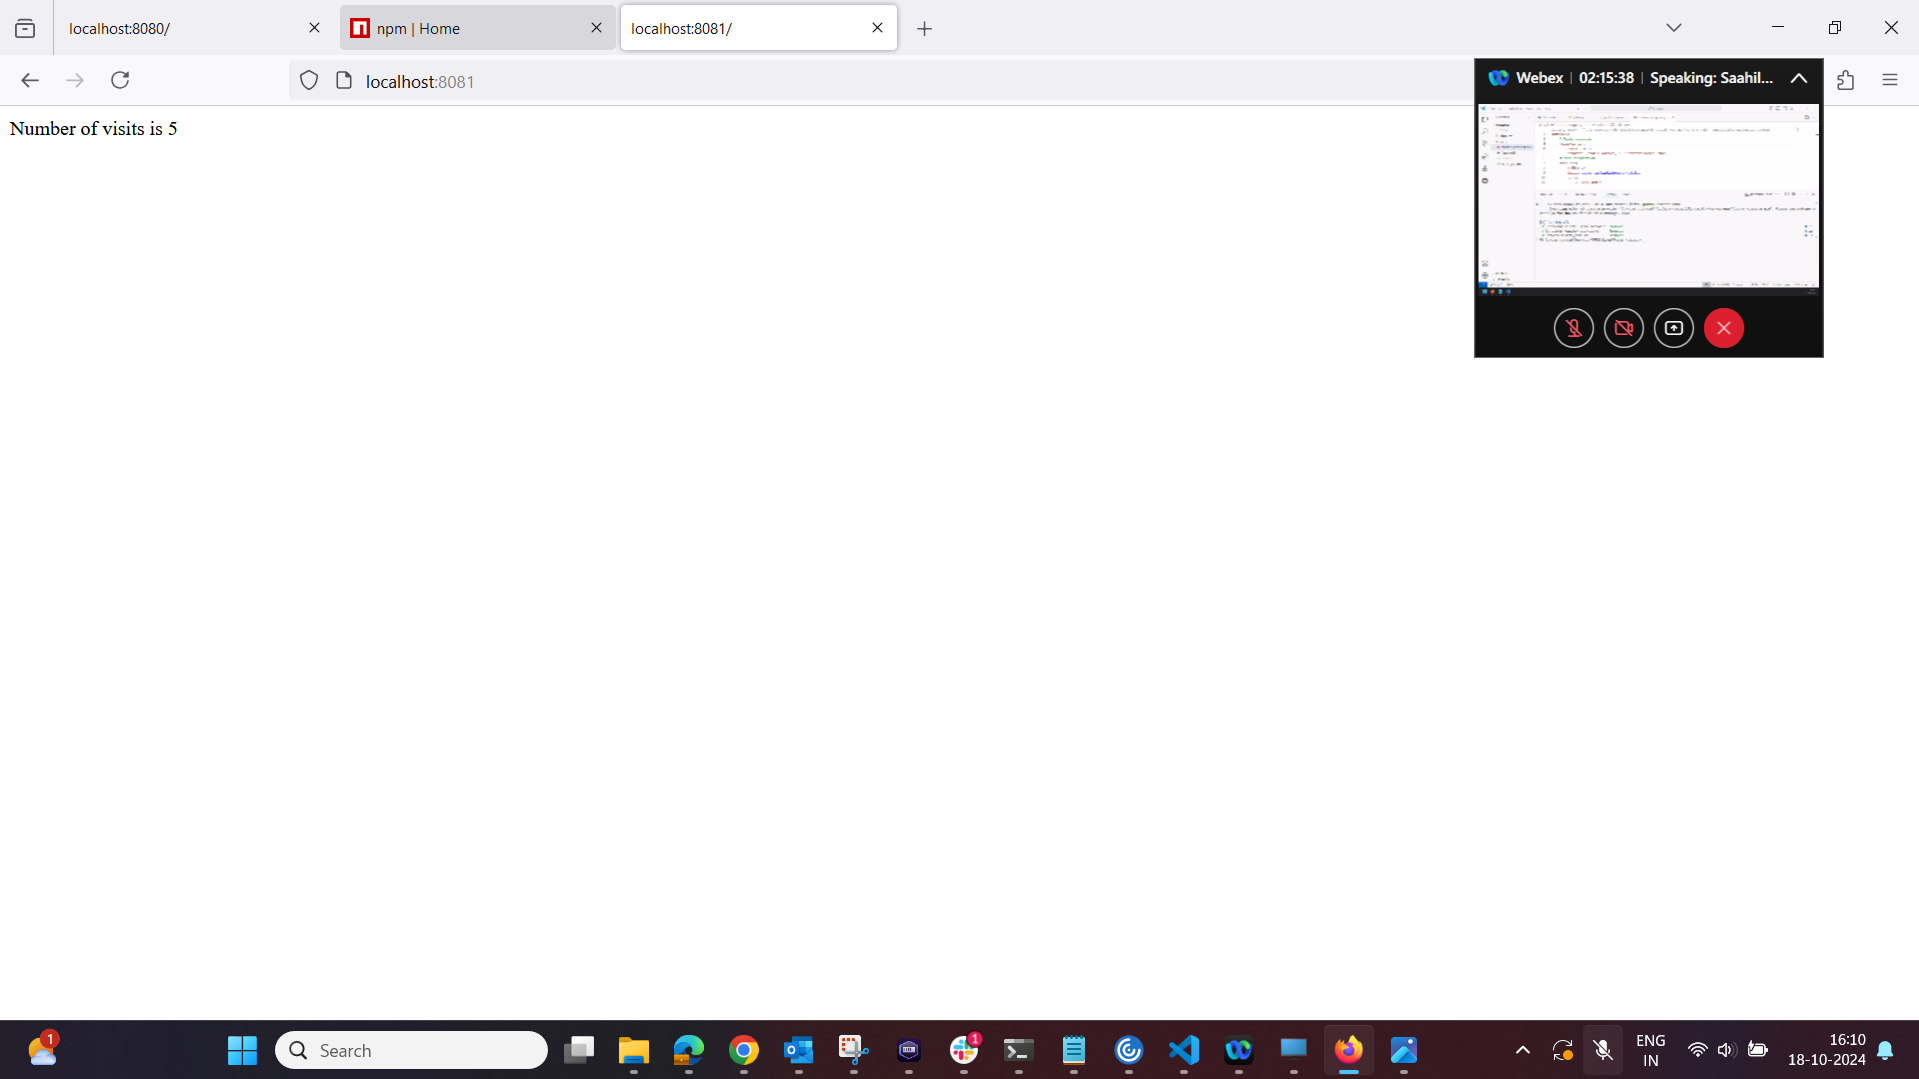 localhost:8080/
npm | Home
localhost:8081/
localhost:8081
Number of visits is 5
Webex | 02:15:38 | Speaking: Saahil...
Search
1
1
ENG
IN
16:10
18-10-2024